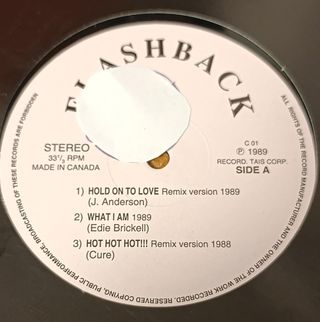 FLASHBACK
STEREO
33⅓ RPM
MADE IN CANADA
C 01
℗ 1989
RECORD. TAIS CORP.
SIDE A
1) HOLD ON TO LOVE Remix version 1989
(J. Anderson)
2) WHAT I AM 1989
(Edie Brickell)
3) HOT HOT HOT!!! Remix version 1988
(Cure)
ALL RIGHTS OF THE RECORD MANUFACTURER AND THE OWNER OF THE WORK RECORDED, RESERVED COPYING, PUBLIC PERFORMANCE, BROADCASTING OF THESE RECORDS ARE FORBIDDEN